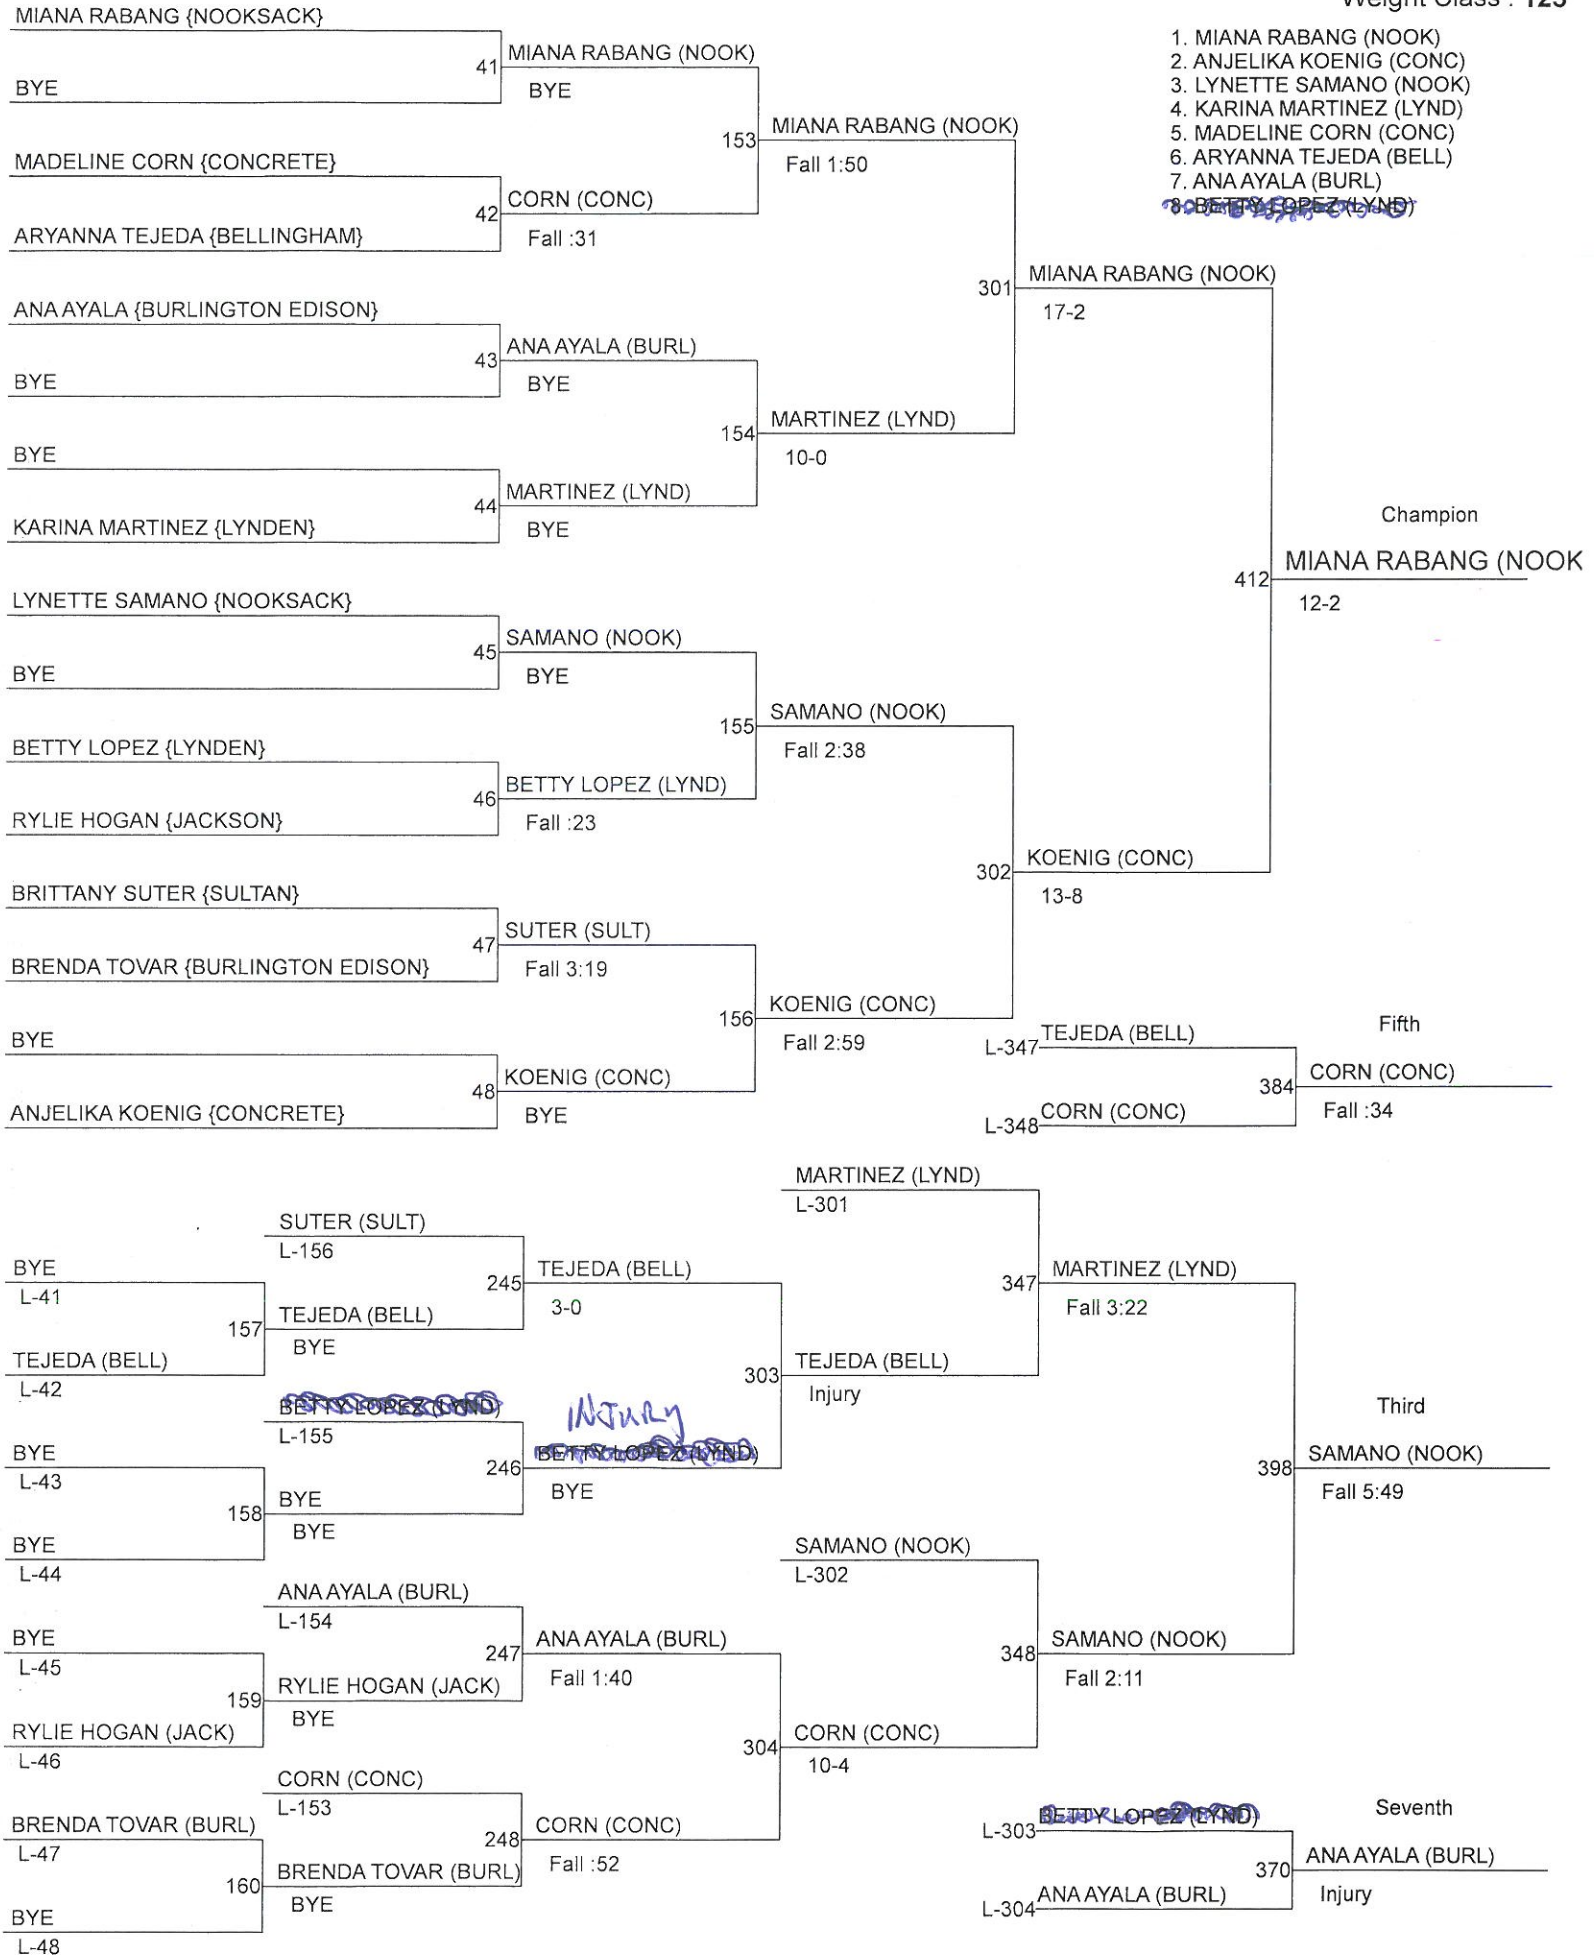 Weight Class : 125
1. MIANA RABANG (NOOK)
2. ANJELIKA KOENIG (CONC)
3. LYNETTE SAMANO (NOOK)
4. KARINA MARTINEZ (LYND)
5. MADELINE CORN (CONC)
6. ARYANNA TEJEDA (BELL)
7. ANA AYALA (BURL)
8. BETTY LOPEZ (LYND)
MIANA RABANG {NOOKSACK}
41
BYE
MIANA RABANG (NOOK)
BYE
MADELINE CORN {CONCRETE}
42
ARYANNA TEJEDA {BELLINGHAM}
CORN (CONC)
Fall :31
153
MIANA RABANG (NOOK)
Fall 1:50
ANA AYALA {BURLINGTON EDISON}
43
BYE
ANA AYALA (BURL)
BYE
BYE
44
KARINA MARTINEZ {LYNDEN}
MARTINEZ (LYND)
BYE
154
MARTINEZ (LYND)
10-0
301
MIANA RABANG (NOOK)
17-2
LYNETTE SAMANO {NOOKSACK}
45
BYE
SAMANO (NOOK)
BYE
BETTY LOPEZ {LYNDEN}
46
RYLIE HOGAN {JACKSON}
BETTY LOPEZ (LYND)
Fall :23
155
SAMANO (NOOK)
Fall 2:38
BRITTANY SUTER {SULTAN}
47
BRENDA TOVAR {BURLINGTON EDISON}
SUTER (SULT)
Fall 3:19
BYE
48
ANJELIKA KOENIG {CONCRETE}
KOENIG (CONC)
BYE
156
KOENIG (CONC)
Fall 2:59
302
KOENIG (CONC)
13-8
Champion
412
MIANA RABANG (NOOK
12-2
Fifth
TEJEDA (BELL)
L-347
384
CORN (CONC)
L-348
CORN (CONC)
Fall :34
BYE
L-41
157
TEJEDA (BELL)
L-42
SUTER (SULT)
L-156
245
TEJEDA (BELL)
BYE
TEJEDA (BELL)
3-0
BYE
L-43
158
BYE
L-44
BETTY LOPEZ (LYND)
L-155
246
BYE
BYE
INJURY
BETTY LOPEZ (LYND)
BYE
303
TEJEDA (BELL)
Injury
MARTINEZ (LYND)
L-301
347
MARTINEZ (LYND)
Fall 3:22
BYE
L-45
159
RYLIE HOGAN (JACK)
L-46
ANA AYALA (BURL)
L-154
247
RYLIE HOGAN (JACK)
BYE
ANA AYALA (BURL)
Fall 1:40
BRENDA TOVAR (BURL)
L-47
160
BYE
L-48
CORN (CONC)
L-153
248
BRENDA TOVAR (BURL)
BYE
CORN (CONC)
Fall :52
304
CORN (CONC)
10-4
SAMANO (NOOK)
L-302
348
SAMANO (NOOK)
Fall 2:11
Third
398
SAMANO (NOOK)
Fall 5:49
Seventh
BETTY LOPEZ (LYND)
L-303
370
ANA AYALA (BURL)
L-304
ANA AYALA (BURL)
Injury